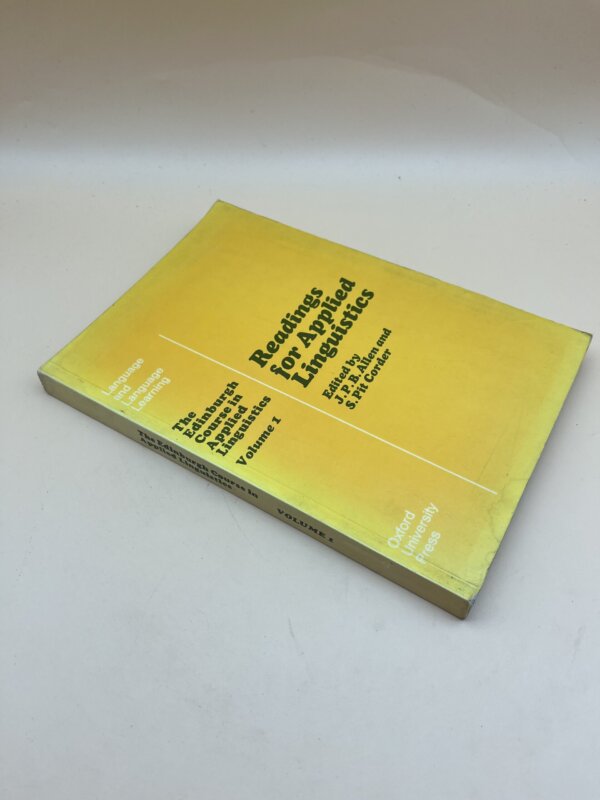 Language
and
Language
Learning
The
Edinburgh
Course in
Applied
Linguistics
Volume 1
Readings
for Applied
Linguistics
Edited by
J.P.B. Allen and
S. Pit Corder
Oxford
University
Press
The Edinburgh Course in
Applied Linguistics
VOLUME 1